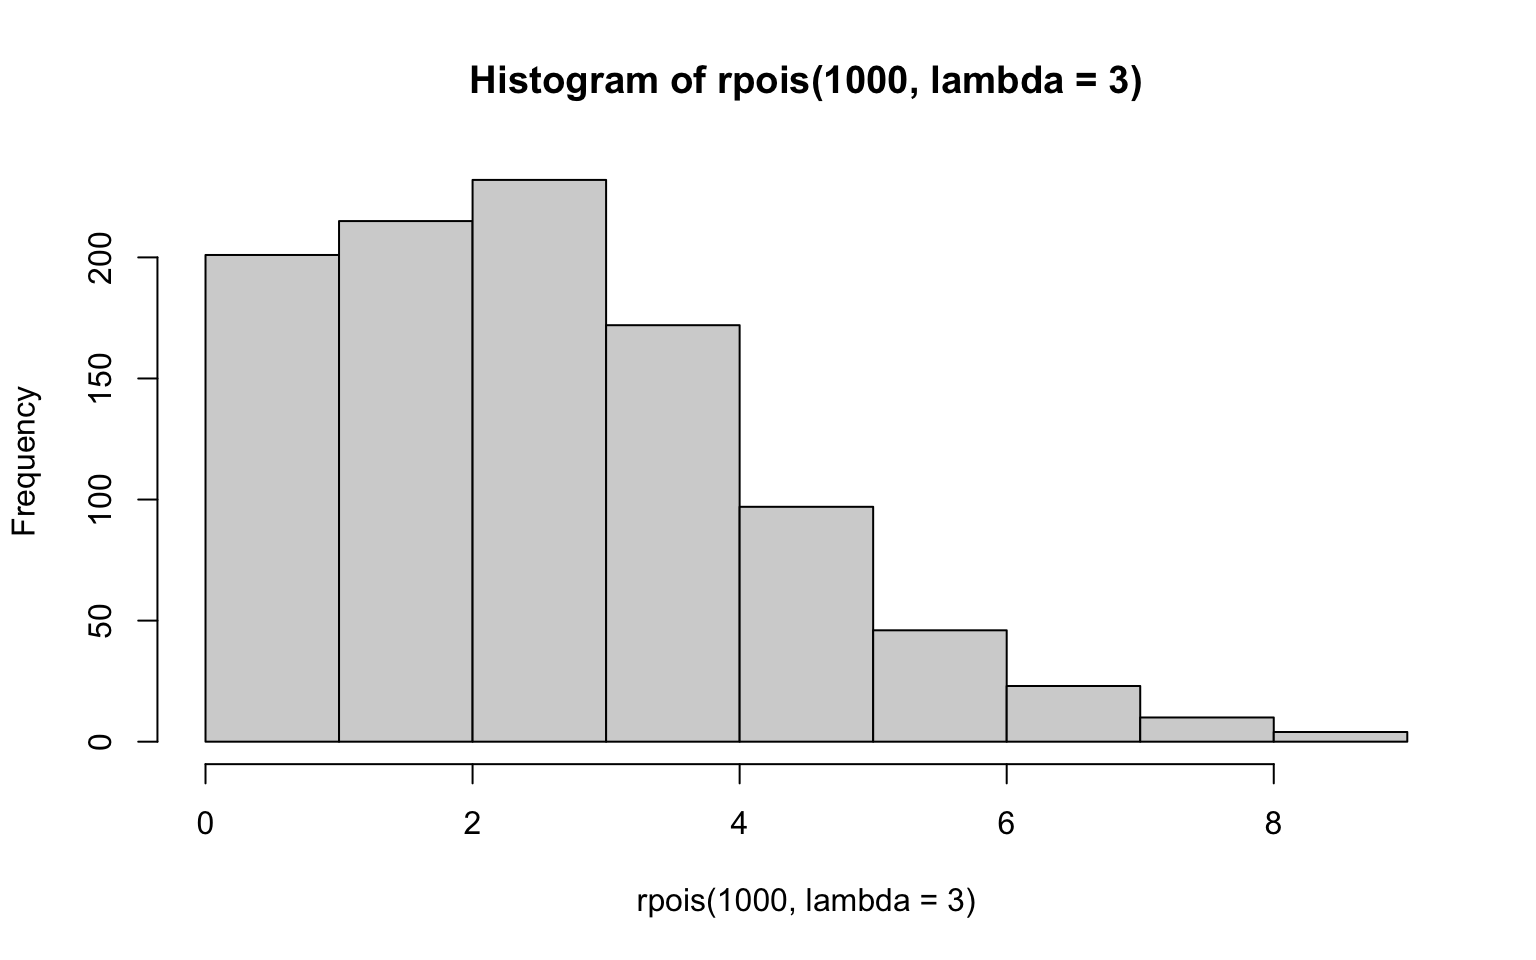 Histogram of rpois(1000, lambda = 3)
Frequency
200
150
100
50
0
0 2 4 6 8
rpois(1000, lambda = 3)